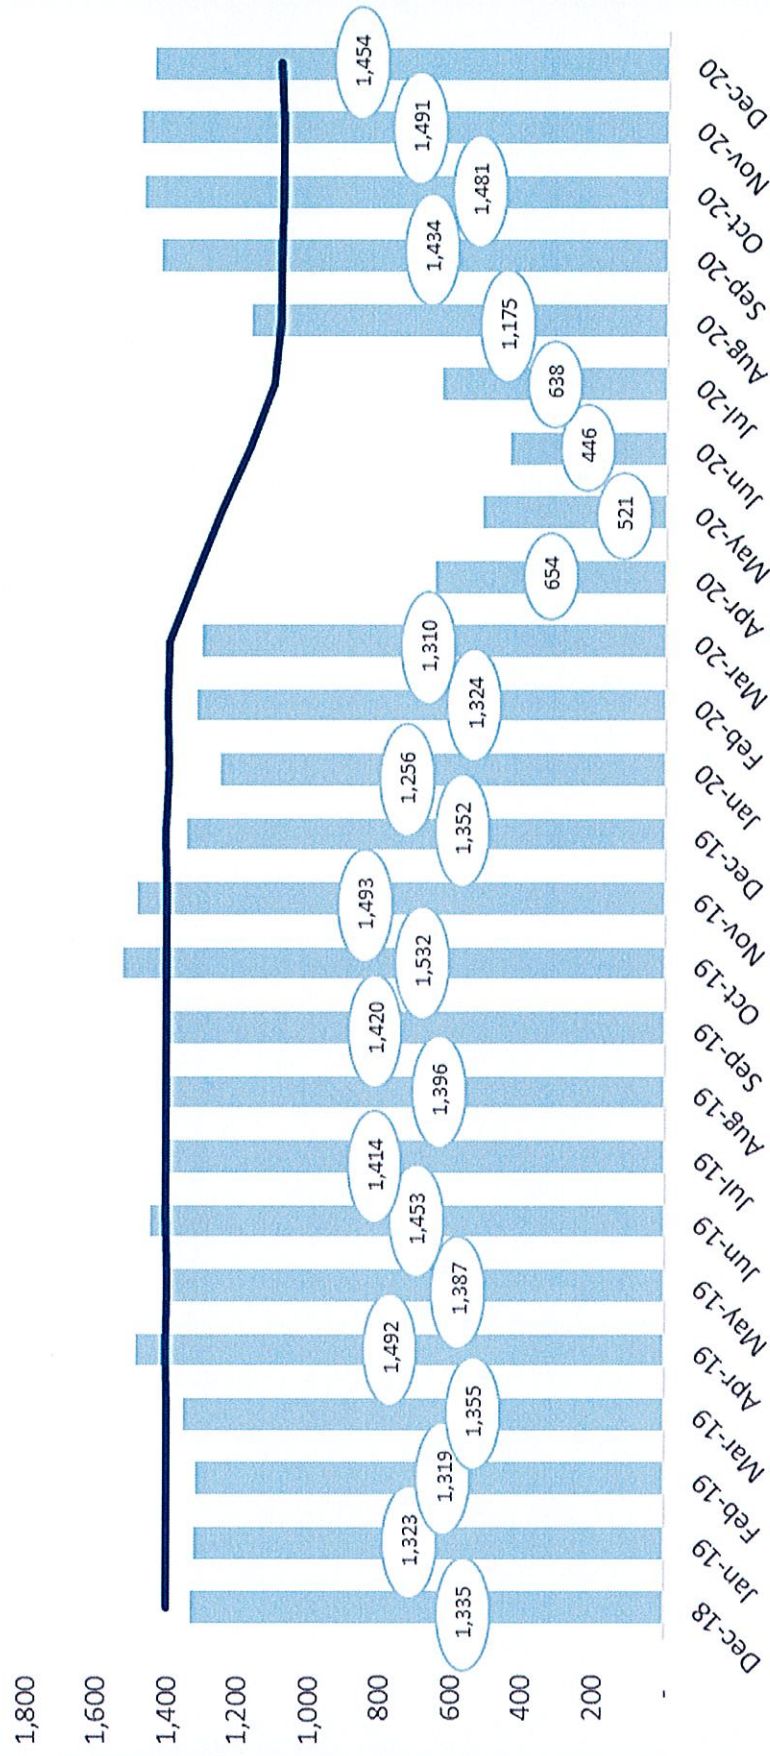 1,800
1,600
1,400
1,200
1,000
800
600
400
200
-
1,335
1,323
1,319
1,355
1,492
1,387
1,453
1,414
1,396
1,420
1,532
1,493
1,352
1,256
1,324
1,310
654
521
446
638
1,175
1,434
1,481
1,491
1,454
Dec-18
Jan-19
Feb-19
Mar-19
Apr-19
May-19
Jun-19
Jul-19
Aug-19
Sep-19
Oct-19
Nov-19
Dec-19
Jan-20
Feb-20
Mar-20
Apr-20
May-20
Jun-20
Jul-20
Aug-20
Sep-20
Oct-20
Nov-20
Dec-20